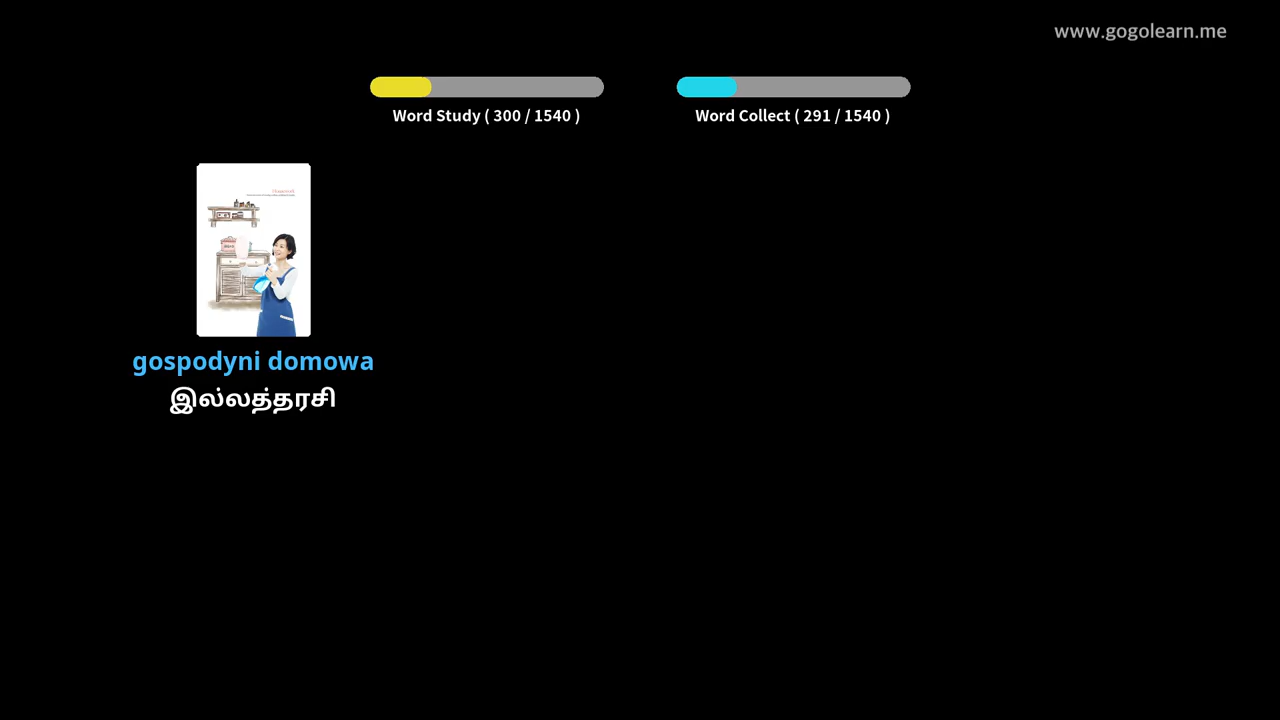 www.gogolearn.me
Word Study ( 300 / 1540 )
Word Collect ( 291 / 1540 )
gospodyni domowa
இல்லத்தரசி